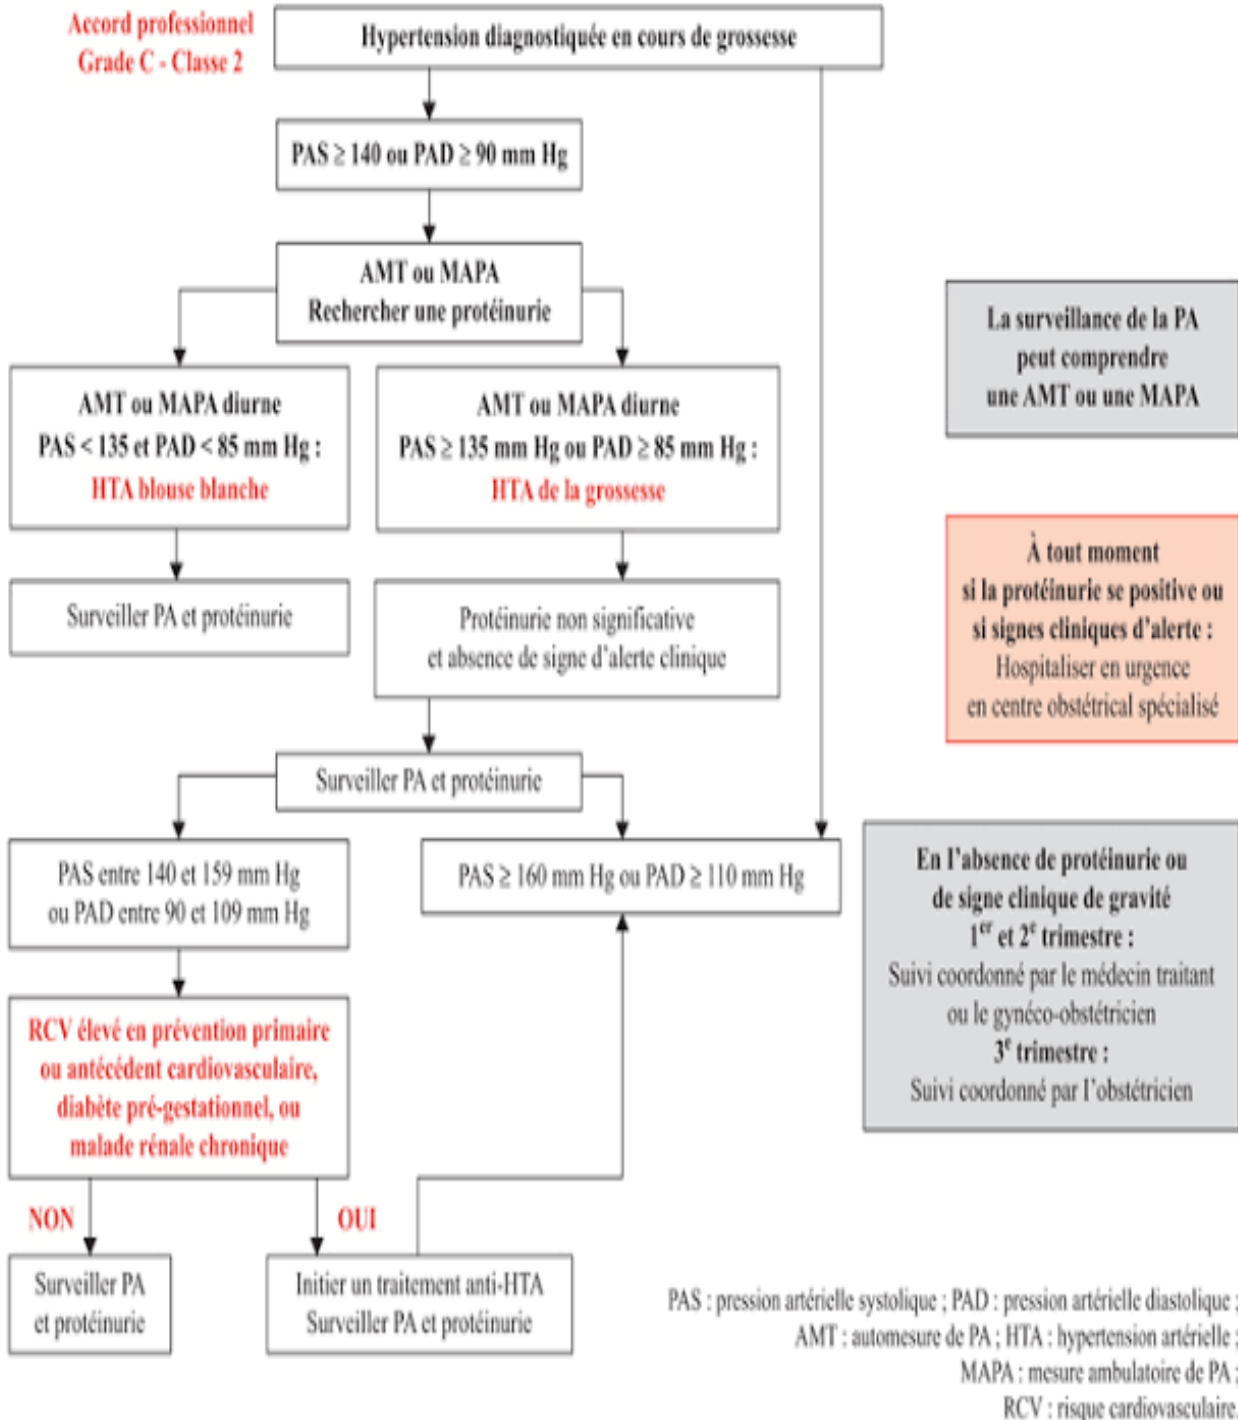 Accord professionnel
Grade C - Classe 2
Hypertension diagnostiquée en cours de grossesse
PAS ≥ 140 ou PAD ≥ 90 mm Hg
AMT ou MAPA
Rechercher une protéinurie
AMT ou MAPA diurne
PAS < 135 et PAD < 85 mm Hg :
HTA blouse blanche
AMT ou MAPA diurne
PAS ≥ 135 mm Hg ou PAD ≥ 85 mm Hg :
HTA de la grossesse
La surveillance de la PA
peut comprendre
une AMT ou une MAPA
Surveiller PA et protéinurie
Protéinurie non significative
et absence de signe d'alerte clinique
À tout moment
si la protéinurie se positive ou
si signes cliniques d'alerte :
Hospitaliser en urgence
en centre obstétrical spécialisé
Surveiller PA et protéinurie
PAS entre 140 et 159 mm Hg
ou PAD entre 90 et 109 mm Hg
PAS ≥ 160 mm Hg ou PAD ≥ 110 mm Hg
En l'absence de protéinurie ou
de signe clinique de gravité
1er et 2e trimestre :
Suivi coordonné par le médecin traitant
ou le gynéco-obstétricien
3e trimestre :
Suivi coordonné par l'obstétricien
RCV élevé en prévention primaire
ou antécédent cardiovasculaire,
diabète pré-gestationnel, ou
malade rénale chronique
NON
OUI
Surveiller PA
et protéinurie
Initier un traitement anti-HTA
Surveiller PA et protéinurie
PAS : pression artérielle systolique ; PAD : pression artérielle diastolique ;
AMT : automesure de PA ; HTA : hypertension artérielle ;
MAPA : mesure ambulatoire de PA ;
RCV : risque cardiovasculaire.